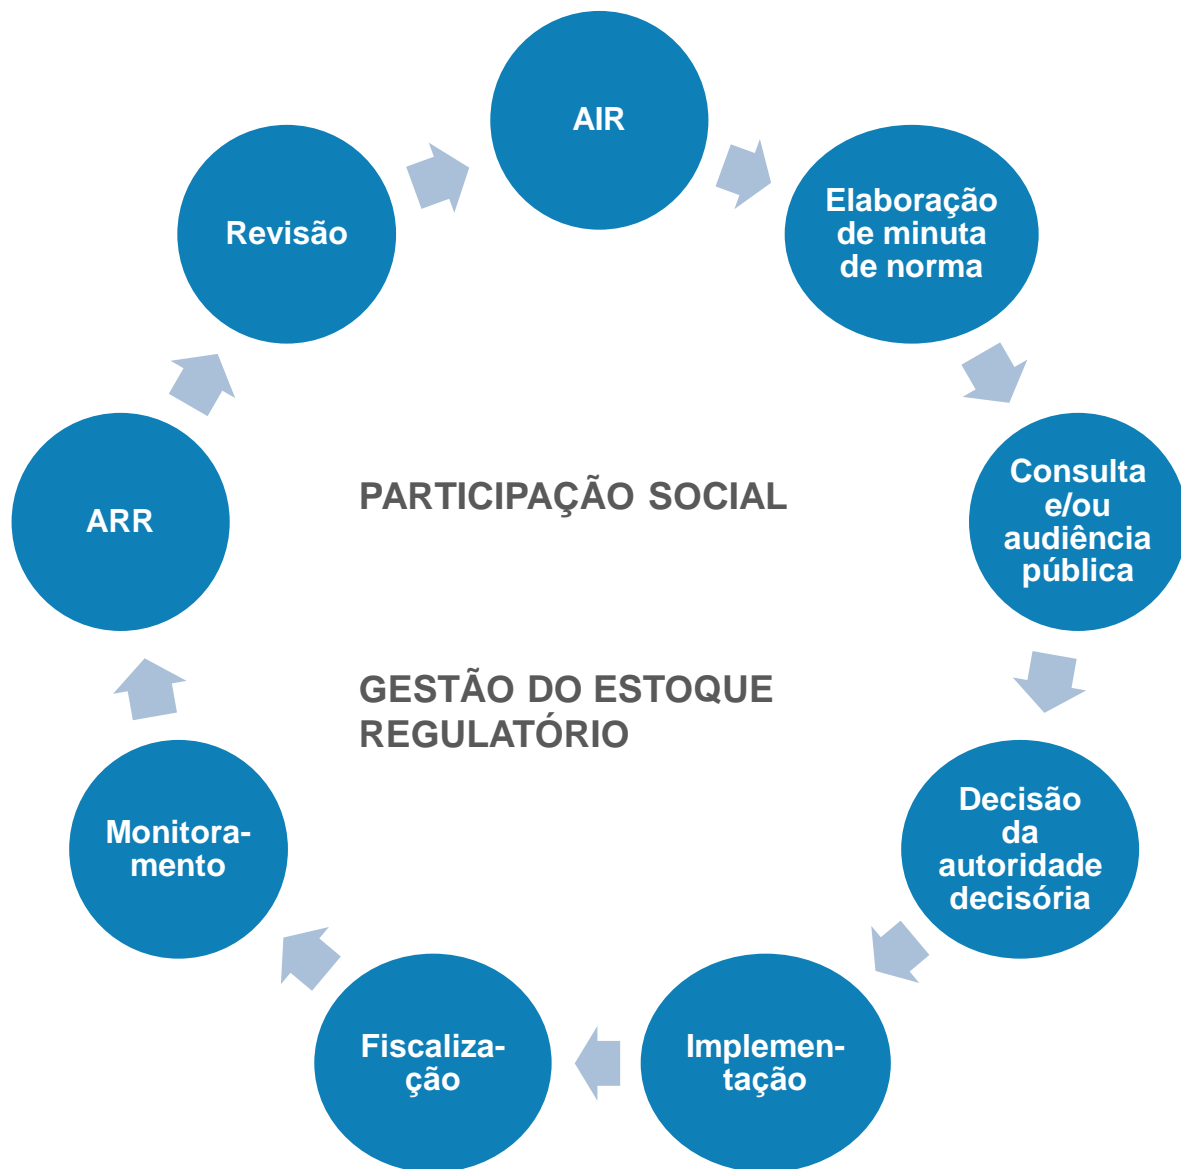 AIR
Elaboração
de minuta
de norma
Consulta
e/ou
audiência
pública
Decisão
da
autoridade
decisória
Implemen-
tação
Fiscaliza-
ção
Monitora-
mento
ARR
Revisão
PARTICIPAÇÃO SOCIAL
GESTÃO DO ESTOQUE
REGULATÓRIO